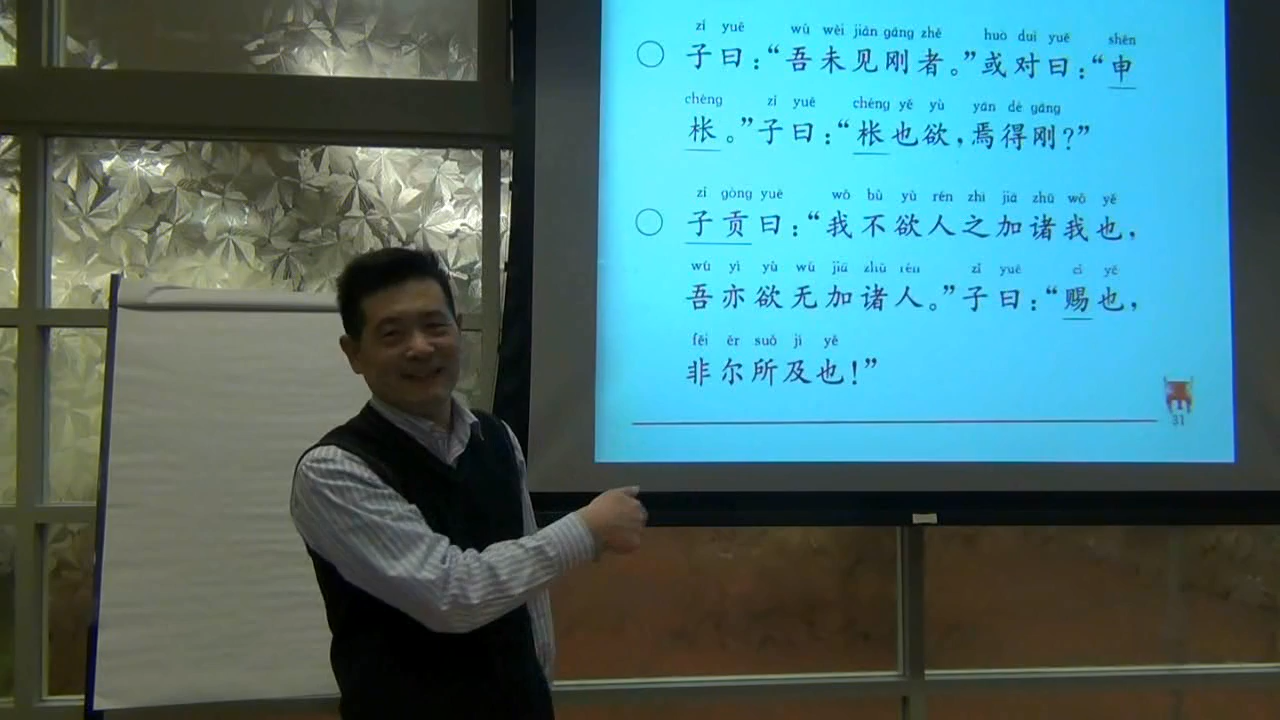 zǐ yuē wú wèi jiàn gāng zhě huò duì yuē shēn
○ 子曰：“吾未见刚者。”或对曰：“申
chéng zǐ yuē chéng yě yù yān dé gāng
枨。”子曰：“枨也欲，焉得刚？”
zǐ gòng yuē wǒ bù yù rén zhī jiā zhū wǒ yě
○ 子贡曰：“我不欲人之加诸我也，
wú yì yù wú jiā zhū rén zǐ yuē cì yě
吾亦欲无加诸人。”子曰：“赐也，
fēi ěr suǒ jí yě
非尔所及也！”
31